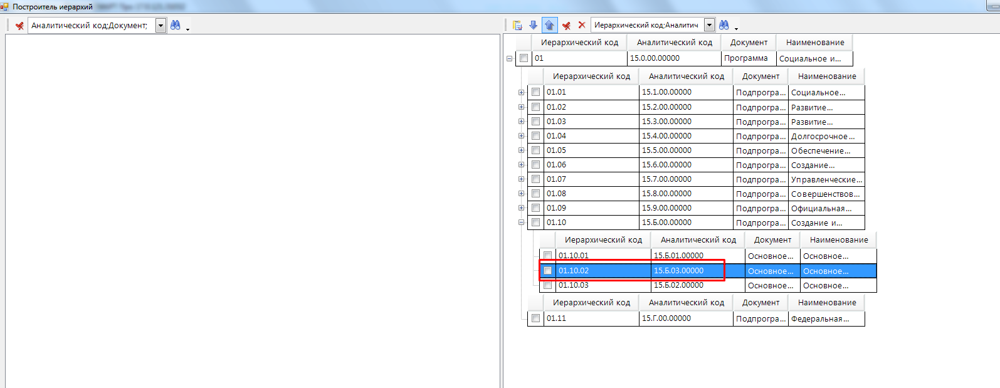 Построитель иерархий
Аналитический код;Документ;
Иерархический код;Аналитич
Иерархический код Аналитический код Документ Наименование
01 15.0.00.00000 Программа Социальное и...
Иерархический код Аналитический код Документ Наименование
01.01 15.1.00.00000 Подпрогра... Социальное...
01.02 15.2.00.00000 Подпрогра... Развитие...
01.03 15.3.00.00000 Подпрогра... Развитие...
01.04 15.4.00.00000 Подпрогра... Долгосрочное...
01.05 15.5.00.00000 Подпрогра... Обеспечение...
01.06 15.6.00.00000 Подпрогра... Создание...
01.07 15.7.00.00000 Подпрогра... Управленческие...
01.08 15.8.00.00000 Подпрогра... Совершенствов...
01.09 15.9.00.00000 Подпрогра... Официальная...
01.10 15.Б.00.00000 Подпрогра... Создание и...
Иерархический код Аналитический код Документ Наименование
01.10.01 15.Б.01.00000 Основное... Основное...
01.10.02 15.Б.03.00000 Основное... Основное...
01.10.03 15.Б.02.00000 Основное... Основное...
Иерархический код Аналитический код Документ Наименование
01.11 15.Г.00.00000 Подпрогра... Федеральная...